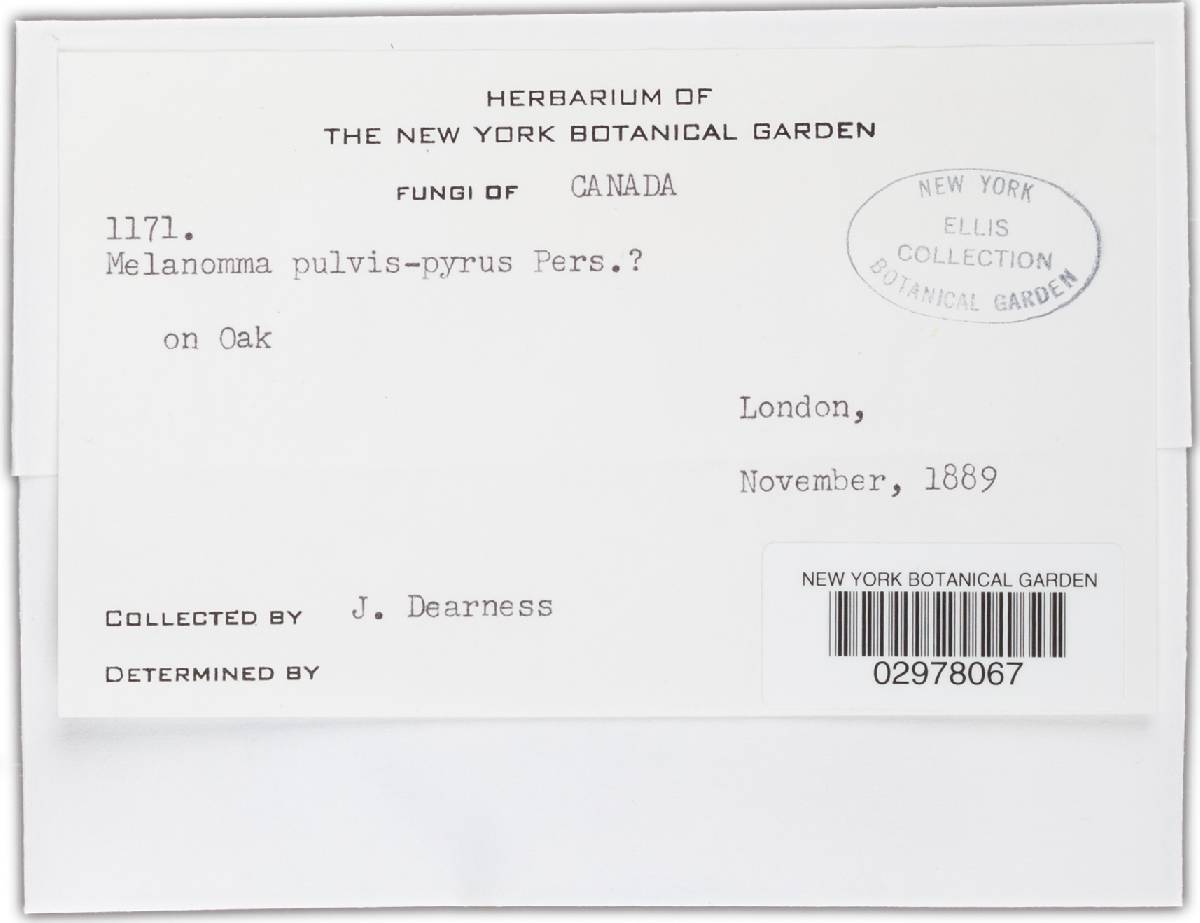 HERBARIUM OF
THE NEW YORK BOTANICAL GARDEN
FUNGI OF CANADA
1171.
Melanomma pulvis-pyrus Pers.?
on Oak
NEW YORK
ELLIS
COLLECTION
BOTANICAL GARDEN
London,
November, 1889
COLLECTED BY J. Dearness
DETERMINED BY
NEW YORK BOTANICAL GARDEN
02978067